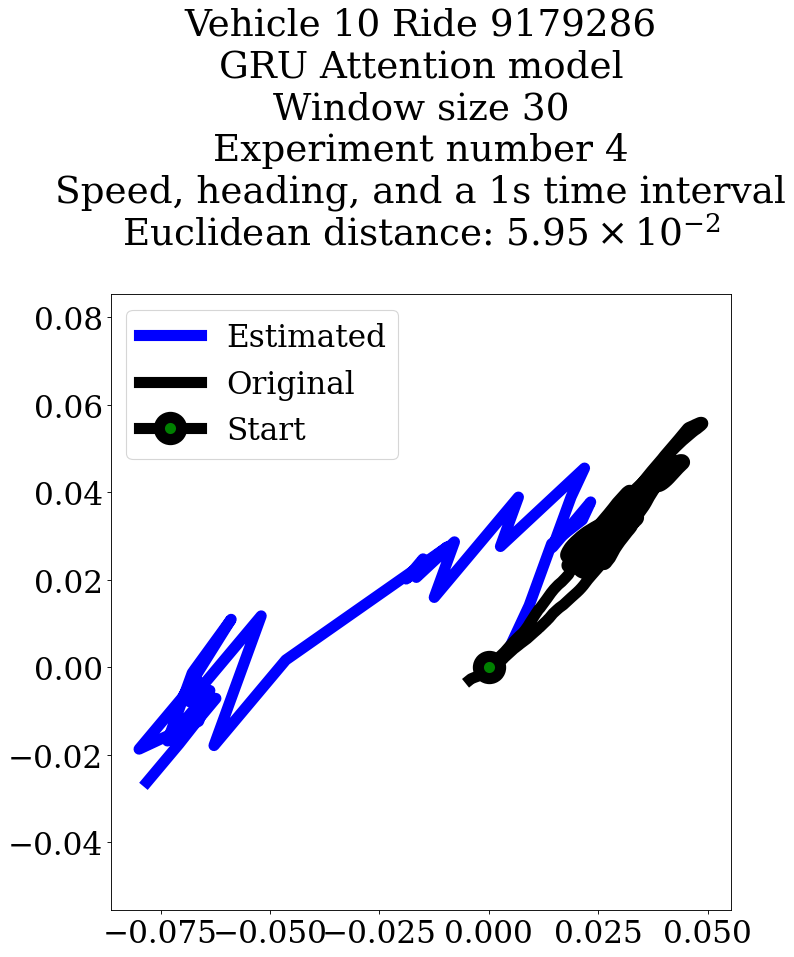 Vehicle 10 Ride 9179286
GRU Attention model
Window size 30
Experiment number 4
Speed, heading, and a 1s time interval
Euclidean distance: 5.95 × 10⁻²
Estimated
Original
Start
0.08
0.06
0.04
0.02
0.00
−0.02
−0.04
−0.075 −0.050 −0.025 0.000 0.025 0.050